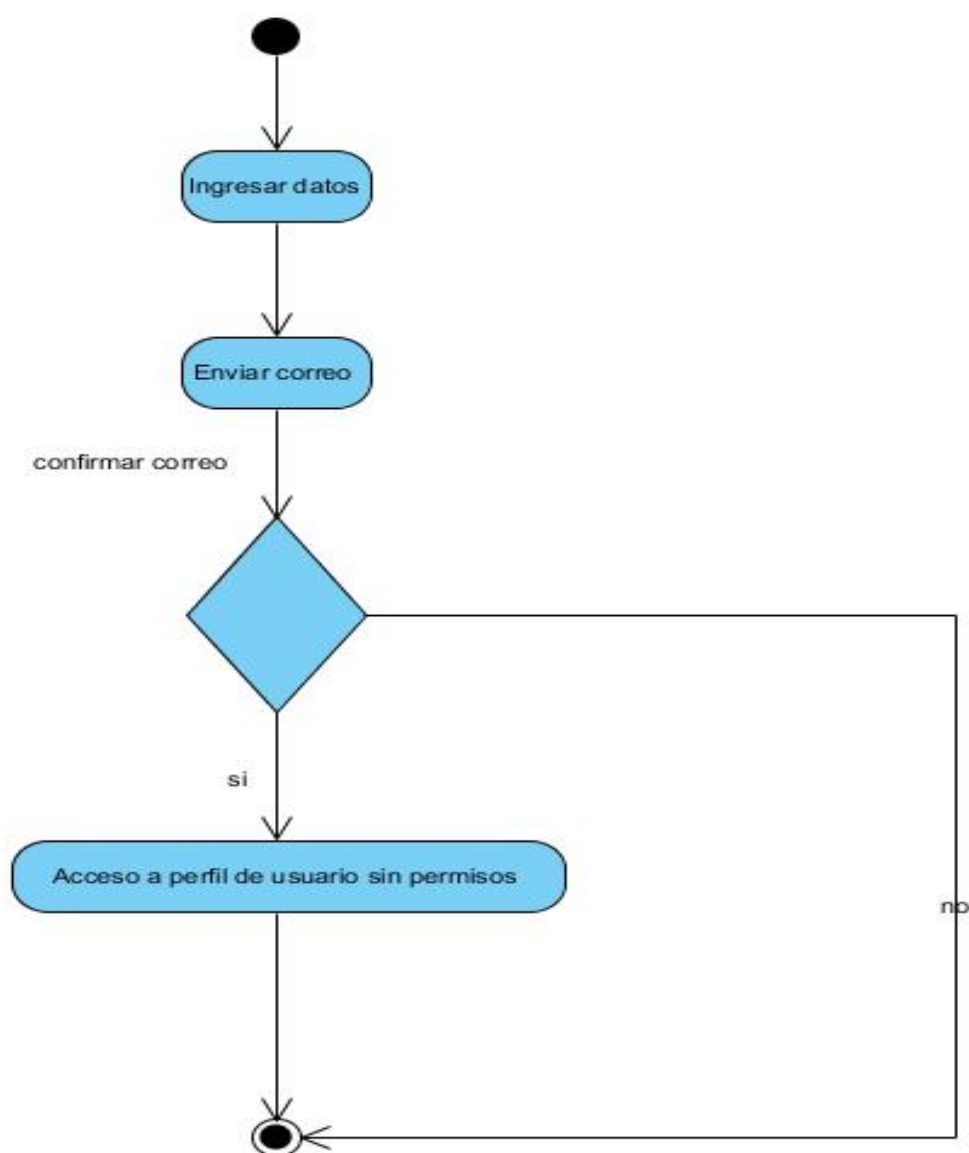 Ingresar datos
Enviar correo
confirmar correo
si
Acceso a perfil de usuario sin permisos
no